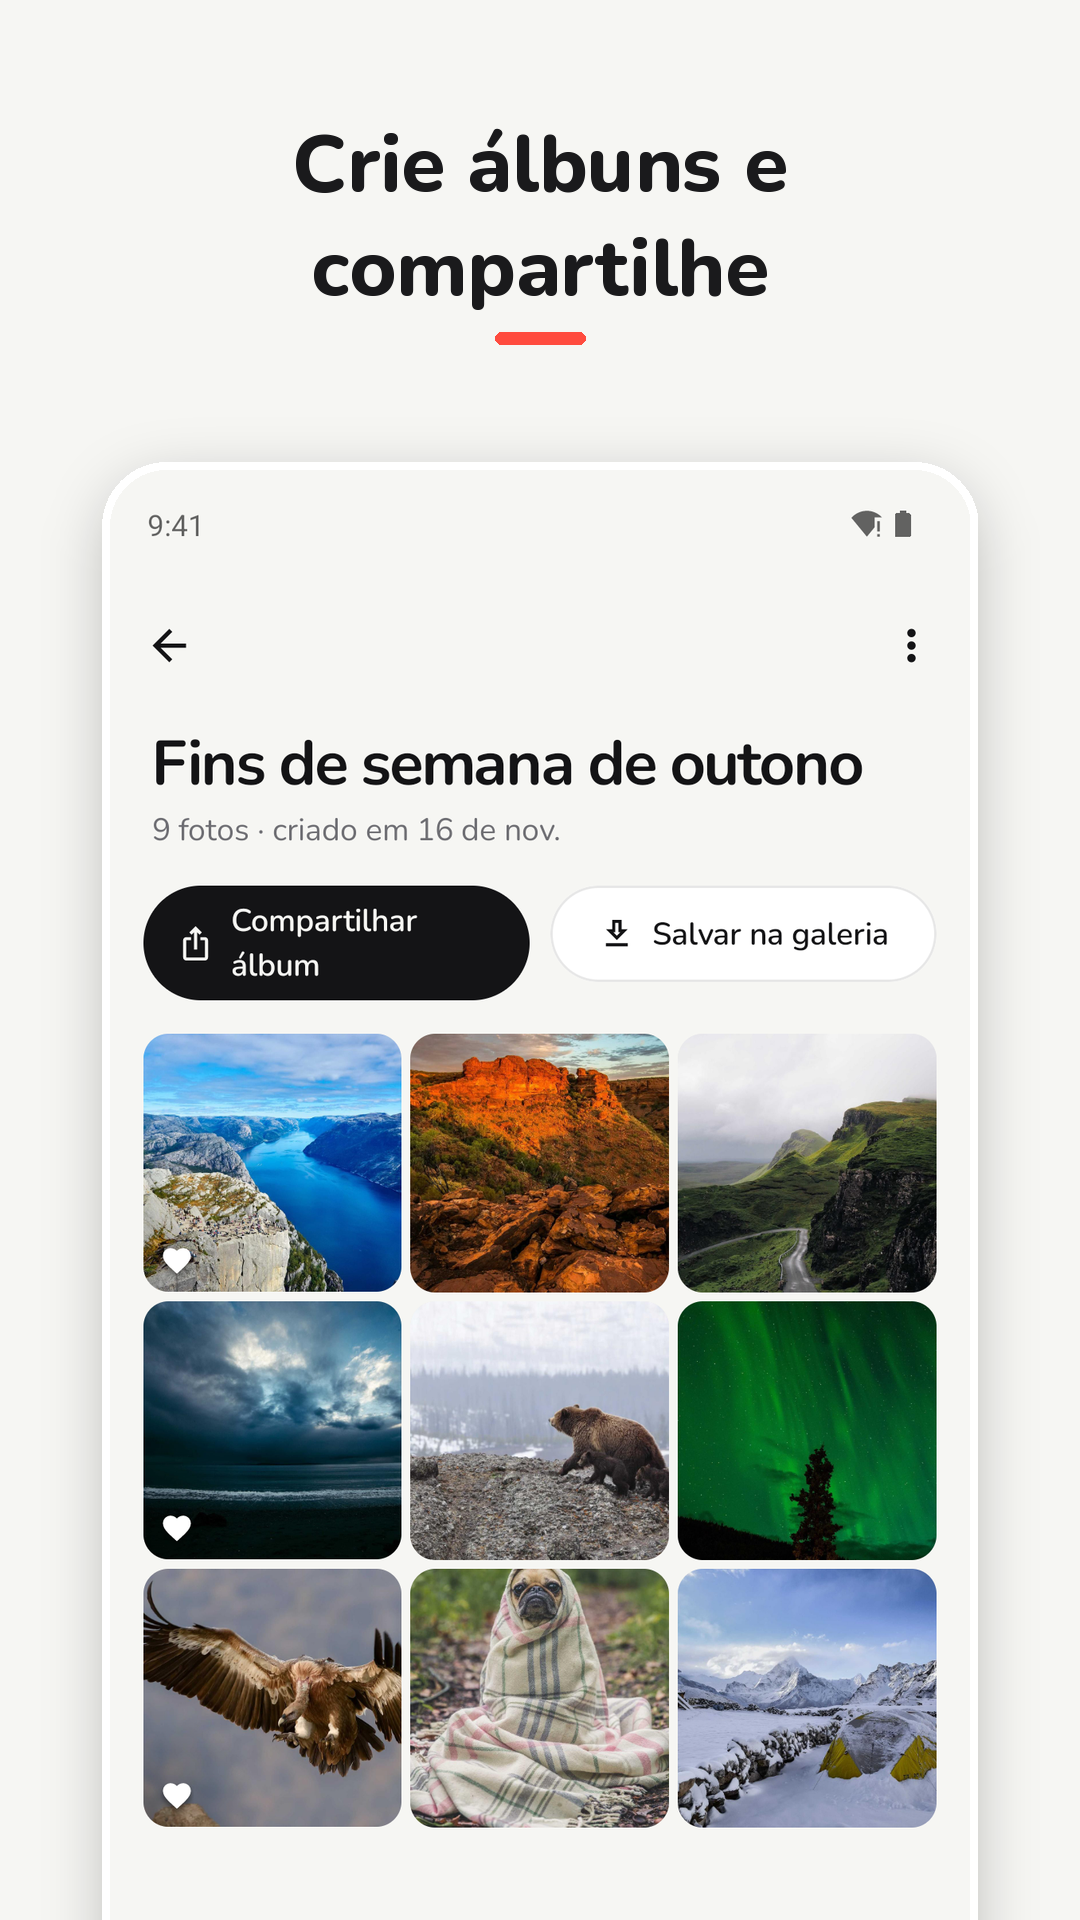 Crie álbuns e
compartilhe
9:41
Fins de semana de outono
9 fotos · criado em 16 de nov.
Compartilhar
álbum
Salvar na galeria